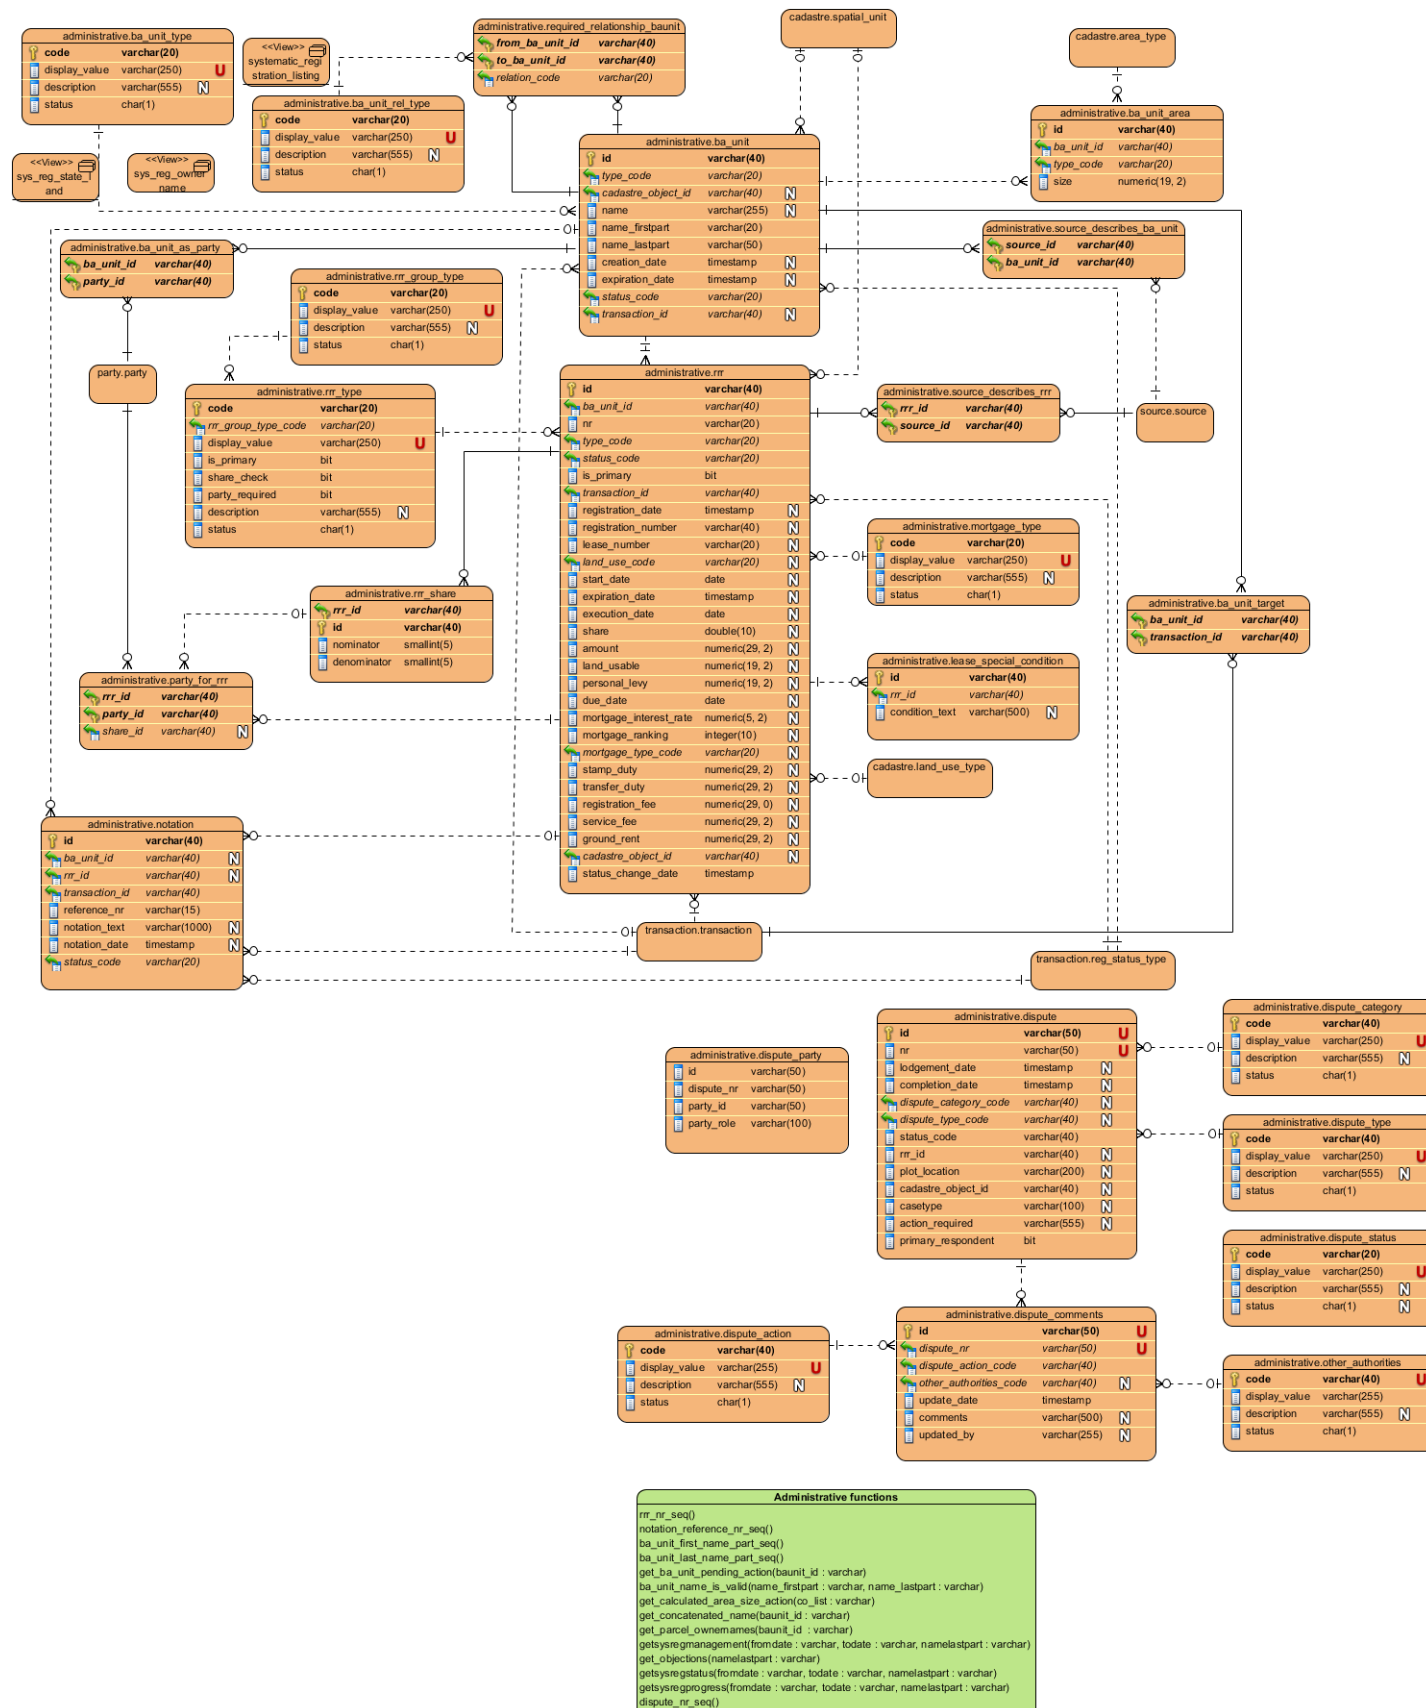 administrative.ba_unit_type
code varchar(20)
display_value varchar(250) U
description varchar(555) N
status char(1)
<<View>>
systematic_regi
stration_listing
administrative.required_relationship_baunit
from_ba_unit_id varchar(40)
to_ba_unit_id varchar(40)
relation_code varchar(20)
cadastre.spatial_unit
cadastre.area_type
administrative.ba_unit_rel_type
code varchar(20)
display_value varchar(250) U
description varchar(555) N
status char(1)
<<View>>
sys_reg_state_l
and
<<View>>
sys_reg_owner_
name
administrative.ba_unit
id varchar(40)
type_code varchar(20)
cadastre_object_id varchar(40) N
name varchar(255) N
name_firstpart varchar(20)
name_lastpart varchar(50)
creation_date timestamp N
expiration_date timestamp N
status_code varchar(20)
transaction_id varchar(40) N
administrative.ba_unit_area
id varchar(40)
ba_unit_id varchar(40)
type_code varchar(20)
size numeric(19, 2)
administrative.source_describes_ba_unit
source_id varchar(40)
ba_unit_id varchar(40)
administrative.ba_unit_as_party
ba_unit_id varchar(40)
party_id varchar(40)
administrative.rrr_group_type
code varchar(20)
display_value varchar(250) U
description varchar(555) N
status char(1)
party.party
administrative.rrr_type
code varchar(20)
rrr_group_type_code varchar(20)
display_value varchar(250) U
is_primary bit
share_check bit
party_required bit
description varchar(555) N
status char(1)
administrative.rrr
id varchar(40)
ba_unit_id varchar(40)
nr varchar(20)
type_code varchar(20)
status_code varchar(20)
is_primary bit
transaction_id varchar(40)
registration_date timestamp N
registration_number varchar(40) N
lease_number varchar(20) N
land_use_code varchar(20) N
start_date date N
expiration_date timestamp N
execution_date date N
share double(10) N
amount numeric(29, 2) N
land_usable numeric(19, 2) N
personal_levy numeric(19, 2) N
due_date date N
mortgage_interest_rate numeric(5, 2) N
mortgage_ranking integer(10) N
mortgage_type_code varchar(20) N
stamp_duty numeric(29, 2) N
transfer_duty numeric(29, 2) N
registration_fee numeric(29, 0) N
service_fee numeric(29, 2) N
ground_rent numeric(29, 2) N
cadastre_object_id varchar(40) N
status_change_date timestamp
administrative.source_describes_rrr
rrr_id varchar(40)
source_id varchar(40)
source.source
administrative.mortgage_type
code varchar(20)
display_value varchar(250) U
description varchar(555) N
status char(1)
administrative.rrr_share
rrr_id varchar(40)
id varchar(40)
nominator smallint(5)
denominator smallint(5)
administrative.ba_unit_target
ba_unit_id varchar(40)
transaction_id varchar(40)
administrative.lease_special_condition
id varchar(40)
rrr_id varchar(40)
condition_text varchar(500) N
administrative.party_for_rrr
rrr_id varchar(40)
party_id varchar(40)
share_id varchar(40) N
cadastre.land_use_type
administrative.notation
id varchar(40)
ba_unit_id varchar(40) N
rrr_id varchar(40) N
transaction_id varchar(40)
reference_nr varchar(15)
notation_text varchar(1000) N
notation_date timestamp N
status_code varchar(20)
transaction.transaction
transaction.reg_status_type
administrative.dispute_party
id varchar(50)
dispute_nr varchar(50)
party_id varchar(50)
party_role varchar(100)
administrative.dispute
id varchar(50) U
nr varchar(50) U
lodgement_date timestamp N
completion_date timestamp N
dispute_category_code varchar(40) N
dispute_type_code varchar(40) N
status_code varchar(40)
rrr_id varchar(40) N
plot_location varchar(200) N
cadastre_object_id varchar(40) N
casetype varchar(100) N
action_required varchar(555) N
primary_respondent bit
administrative.dispute_category
code varchar(40)
display_value varchar(250) U
description varchar(555) N
status char(1)
administrative.dispute_type
code varchar(40)
display_value varchar(250) U
description varchar(555) N
status char(1)
administrative.dispute_status
code varchar(20)
display_value varchar(250) U
description varchar(555) N
status char(1) N
administrative.dispute_action
code varchar(40)
display_value varchar(255) U
description varchar(555) N
status char(1)
administrative.dispute_comments
id varchar(50) U
dispute_nr varchar(50) U
dispute_action_code varchar(40)
other_authorities_code varchar(40) N
update_date timestamp
comments varchar(500) N
updated_by varchar(255) N
administrative.other_authorities
code varchar(40) U
display_value varchar(255)
description varchar(555) N
status char(1)
Administrative functions
rrr_nr_seq()
notation_reference_nr_seq()
ba_unit_first_name_part_seq()
ba_unit_last_name_part_seq()
get_ba_unit_pending_action(baunit_id : varchar)
ba_unit_name_is_valid(name_firstpart : varchar, name_lastpart : varchar)
get_calculated_area_size_action(co_list : varchar)
get_concatenated_name(baunit_id : varchar)
get_parcel_ownernames(baunit_id : varchar)
getsysregmanagement(fromdate : varchar, todate : varchar, namelastpart : varchar)
get_objections(namelastpart : varchar)
getsysregstatus(fromdate : varchar, todate : varchar, namelastpart : varchar)
getsysregprogress(fromdate : varchar, todate : varchar, namelastpart : varchar)
dispute_nr_seq()